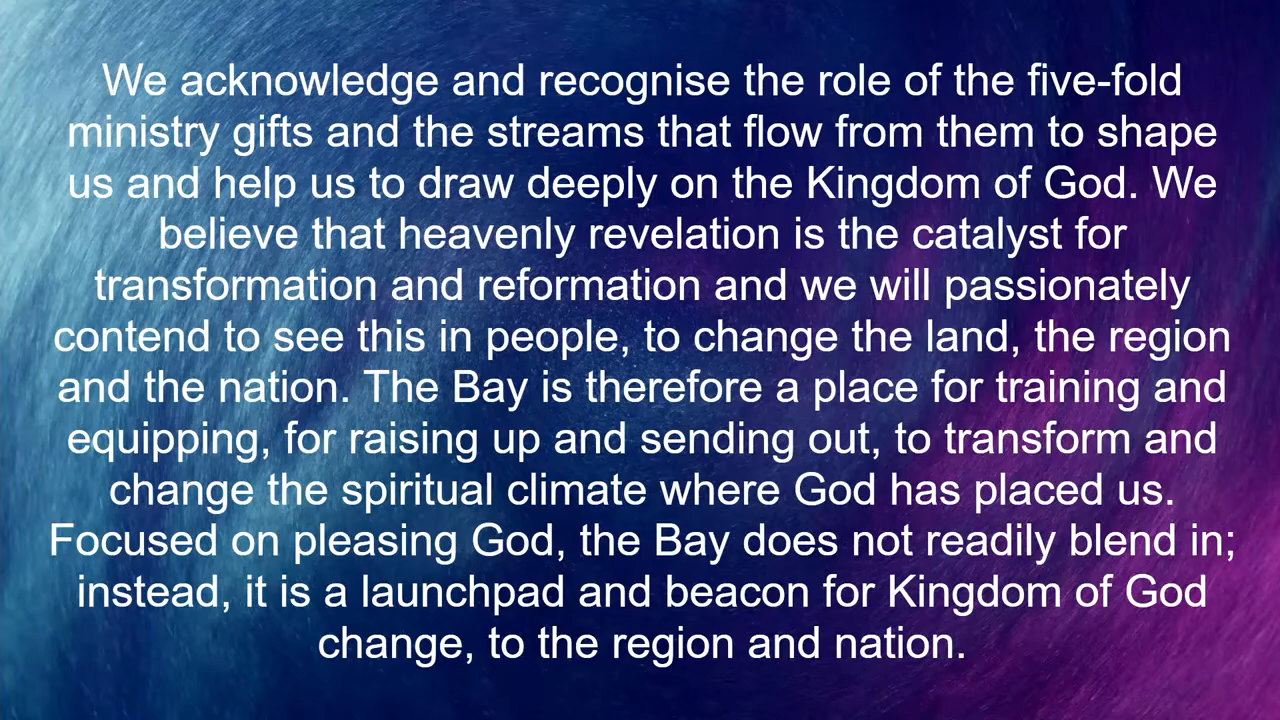 We acknowledge and recognise the role of the five-fold
ministry gifts and the streams that flow from them to shape
us and help us to draw deeply on the Kingdom of God. We
believe that heavenly revelation is the catalyst for
transformation and reformation and we will passionately
contend to see this in people, to change the land, the region
and the nation. The Bay is therefore a place for training and
equipping, for raising up and sending out, to transform and
change the spiritual climate where God has placed us.
Focused on pleasing God, the Bay does not readily blend in;
instead, it is a launchpad and beacon for Kingdom of God
change, to the region and nation.